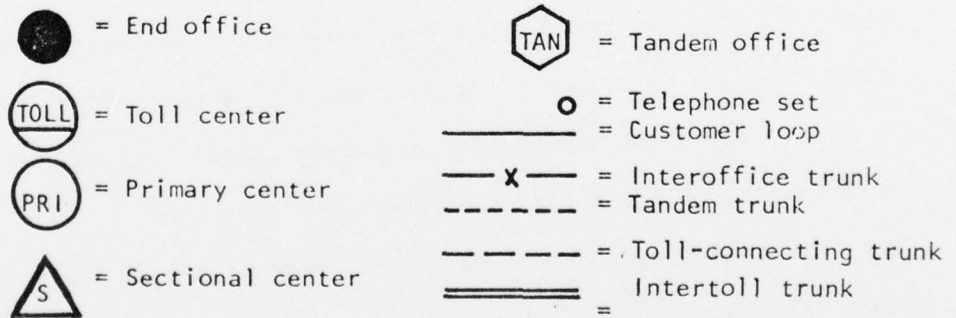 = End office
TOLL = Toll center
PRI = Primary center
S = Sectional center
TAN = Tandem office
= Telephone set
= Customer loop
X = Interoffice trunk
= Tandem trunk
= Toll-connecting trunk
Intertoll trunk
=